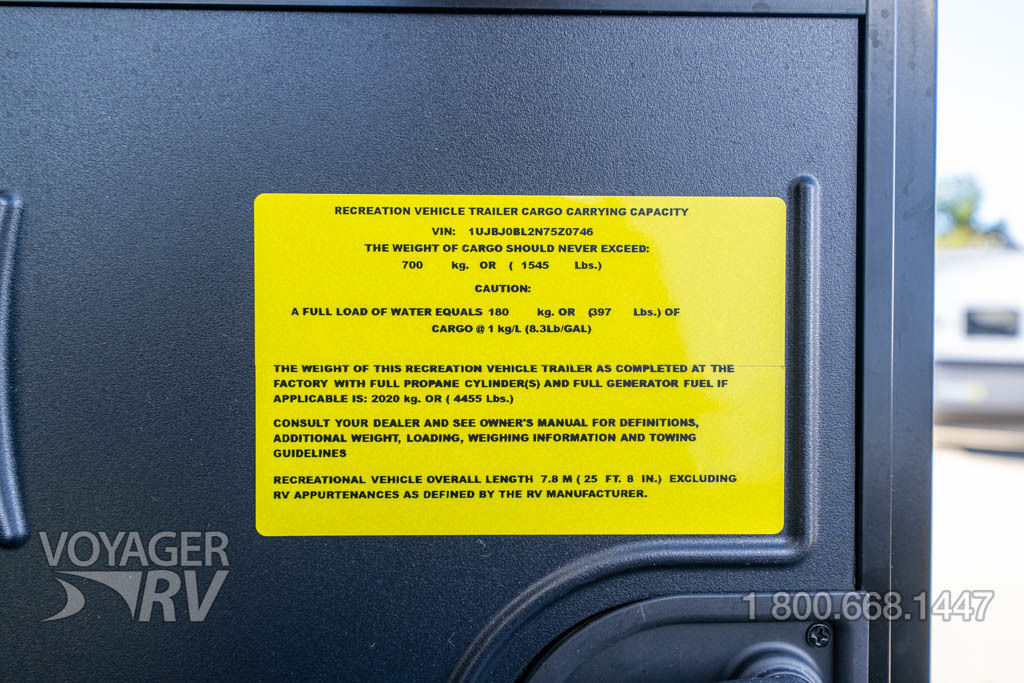 RECREATION VEHICLE TRAILER CARGO CARRYING CAPACITY
VIN: 1UJBJ0BL2N75Z0746
THE WEIGHT OF CARGO SHOULD NEVER EXCEED:
700 kg. OR ( 1545 Lbs.)
CAUTION:
A FULL LOAD OF WATER EQUALS 180 kg. OR (397 Lbs.) OF
CARGO @ 1 kg/L (8.3Lb/GAL)
THE WEIGHT OF THIS RECREATION VEHICLE TRAILER AS COMPLETED AT THE
FACTORY WITH FULL PROPANE CYLINDER(S) AND FULL GENERATOR FUEL IF
APPLICABLE IS: 2020 kg. OR ( 4455 Lbs.)
CONSULT YOUR DEALER AND SEE OWNER'S MANUAL FOR DEFINITIONS,
ADDITIONAL WEIGHT, LOADING, WEIGHING INFORMATION AND TOWING
GUIDELINES
RECREATIONAL VEHICLE OVERALL LENGTH 7.8 M ( 25 FT. 8 IN.) EXCLUDING
RV APPURTENANCES AS DEFINED BY THE RV MANUFACTURER.
VOYAGER
RV
1 800.668.1447